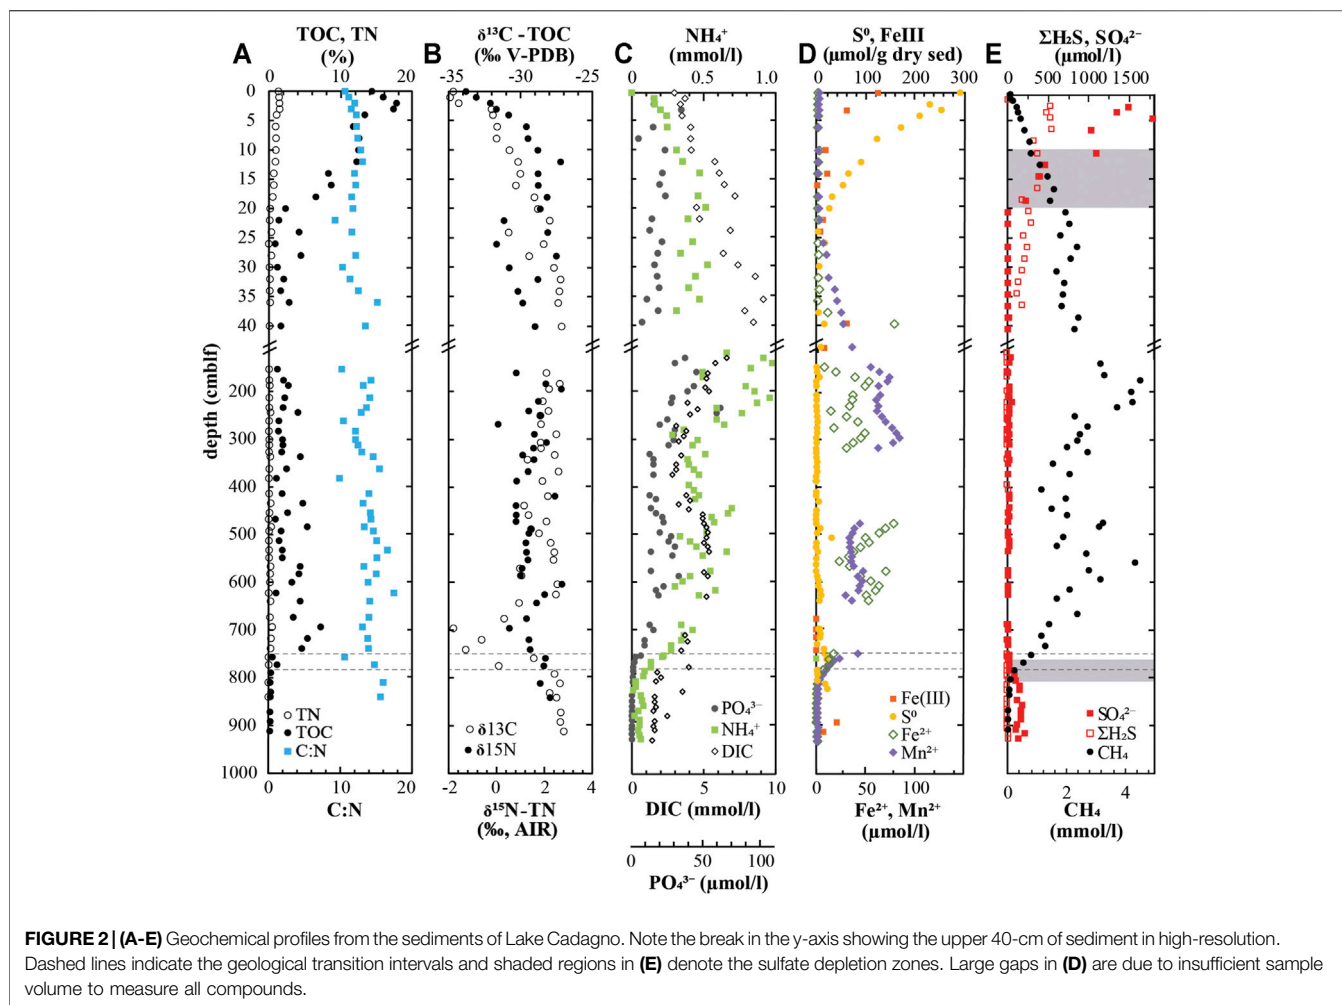 A
TOC, TN
(%)
B
δ¹³C -TOC
(‰ V-PDB)
C
NH₄⁺
(mmol/l)
D
S⁰, FeIII
(µmol/g dry sed)
E
ΣH₂S, SO₄²⁻
(µmol/l)
0 10 20
-35 -30 -25
0 0.5 1.0
0 100 200 300
0 500 1000 1500
depth (cmblf)
0
5
10
15
20
25
30
35
40
200
300
400
500
600
700
800
900
1000
TN
TOC
C:N
δ13C
δ15N
PO₄³⁻
NH₄⁺
DIC
Fe(III)
S⁰
Fe²⁺
Mn²⁺
SO₄²⁻
ΣH₂S
CH₄
0 10 20
C:N
-2 0 2 4
δ¹⁵N-TN
(‰, AIR)
0 5 10
DIC (mmol/l)
0 50 100
PO₄³⁻ (µmol/l)
0 100 200
Fe²⁺, Mn²⁺
(µmol/l)
0 2 4
CH₄
(mmol/l)
FIGURE 2 | (A-E) Geochemical profiles from the sediments of Lake Cadagno. Note the break in the y-axis showing the upper 40-cm of sediment in high-resolution.
Dashed lines indicate the geological transition intervals and shaded regions in (E) denote the sulfate depletion zones. Large gaps in (D) are due to insufficient sample
volume to measure all compounds.